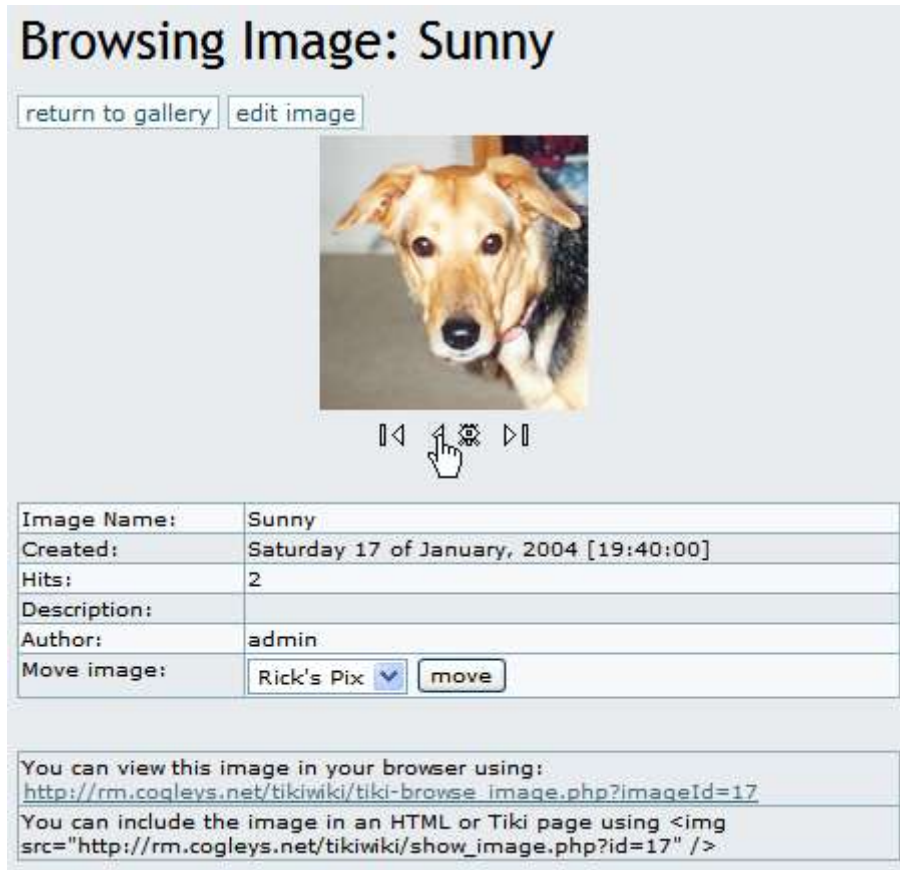 Browsing Image: Sunny
return to gallery edit image
Image Name: Sunny
Created: Saturday 17 of January, 2004 [19:40:00]
Hits: 2
Description:
Author: admin
Move image: Rick's Pix move
You can view this image in your browser using:
http://rm.cogleys.net/tikiwiki/tiki-browse_image.php?imageId=17
You can include the image in an HTML or Tiki page using <img
src="http://rm.cogleys.net/tikiwiki/show_image.php?id=17" />